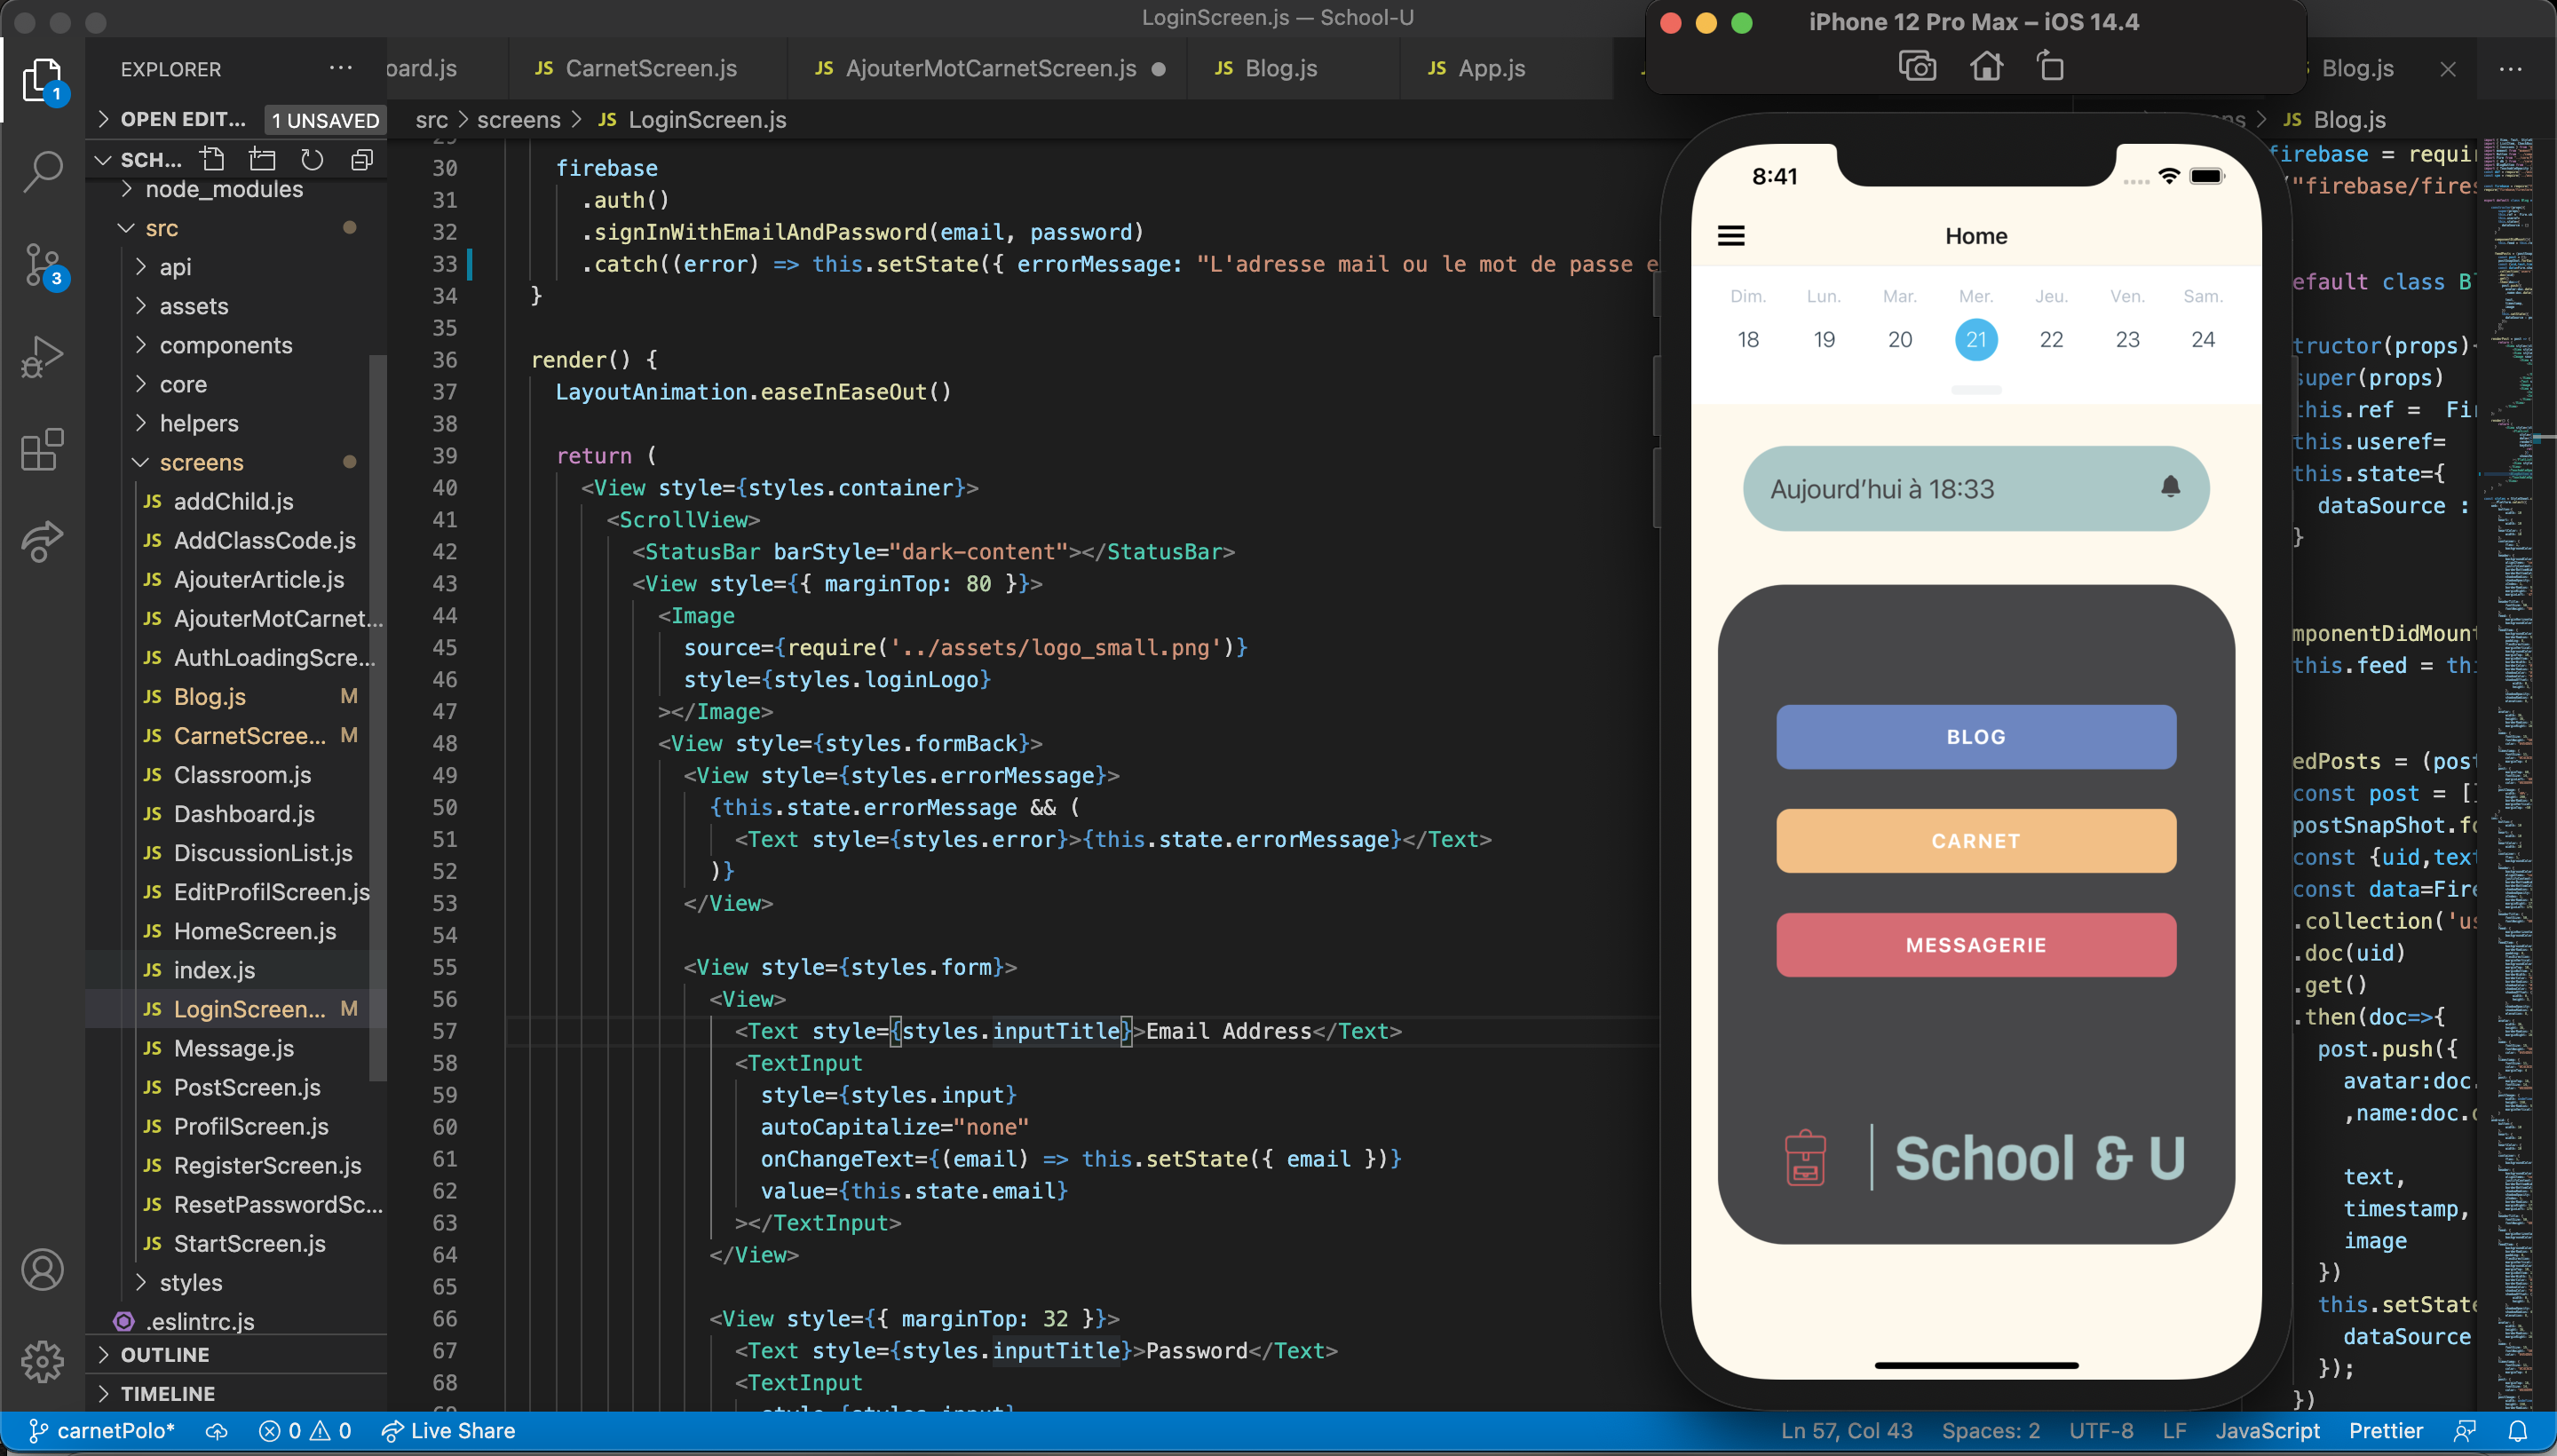 LoginScreen.js — School-U
EXPLORER
oard.js
CarnetScreen.js
AjouterMotCarnetScreen.js
Blog.js
App.js
Blog.js
1
OPEN EDIT...
1 UNSAVED
src > screens > JS LoginScreen.js
JS Blog.js
SCH...
node_modules
src
api
assets
components
core
helpers
screens
JS addChild.js
JS AddClassCode.js
JS AjouterArticle.js
JS AjouterMotCarnet...
JS AuthLoadingScre...
JS Blog.js M
JS CarnetScree... M
JS Classroom.js
JS Dashboard.js
JS DiscussionList.js
JS EditProfilScreen.js
JS HomeScreen.js
JS index.js
JS LoginScreen... M
JS Message.js
JS PostScreen.js
JS ProfilScreen.js
JS RegisterScreen.js
JS ResetPasswordSc...
JS StartScreen.js
styles
.eslintrc.js
OUTLINE
TIMELINE
3
29
30 firebase
31 .auth()
32 .signInWithEmailAndPassword(email, password)
33 .catch((error) => this.setState({ errorMessage: "L'adresse mail ou le mot de passe e
34 }
35
36 render() {
37 LayoutAnimation.easeInEaseOut()
38
39 return (
40 <View style={styles.container}>
41 <ScrollView>
42 <StatusBar barStyle="dark-content"></StatusBar>
43 <View style={{ marginTop: 80 }}>
44 <Image
45 source={require('../assets/logo_small.png')}
46 style={styles.loginLogo}
47 ></Image>
48 <View style={styles.formBack}>
49 <View style={styles.errorMessage}>
50 {this.state.errorMessage && (
51 <Text style={styles.error}>{this.state.errorMessage}</Text>
52 )}
53 </View>
54
55 <View style={styles.form}>
56 <View>
57 <Text style={styles.inputTitle}>Email Address</Text>
58 <TextInput
59 style={styles.input}
60 autoCapitalize="none"
61 onChangeText={(email) => this.setState({ email })}
62 value={this.state.email}
63 ></TextInput>
64 </View>
65
66 <View style={{ marginTop: 32 }}>
67 <Text style={styles.inputTitle}>Password</Text>
68 <TextInput
iPhone 12 Pro Max – iOS 14.4
8:41
Home
Dim. Lun. Mar. Mer. Jeu. Ven. Sam.
18 19 20 21 22 23 24
Aujourd’hui à 18:33
BLOG
CARNET
MESSAGERIE
School & U
firebase = requi
("firebase/fires
efault class B
tructor(props)
super(props)
this.ref = Fi
this.useref=
this.state={
dataSource :
}
mponentDidMoun
this.feed = th
edPosts = (pos
const post = [
postSnapShot.f
const {uid,tex
const data=Fir
.collection('u
.doc(uid)
.get()
.then(doc=>{
post.push({
avatar:doc.
,name:doc.
text,
timestamp,
image
})
this.setState
dataSource
});
})
carnetPolo*
0 0
Live Share
Ln 57, Col 43
Spaces: 2
UTF-8
LF
JavaScript
Prettier